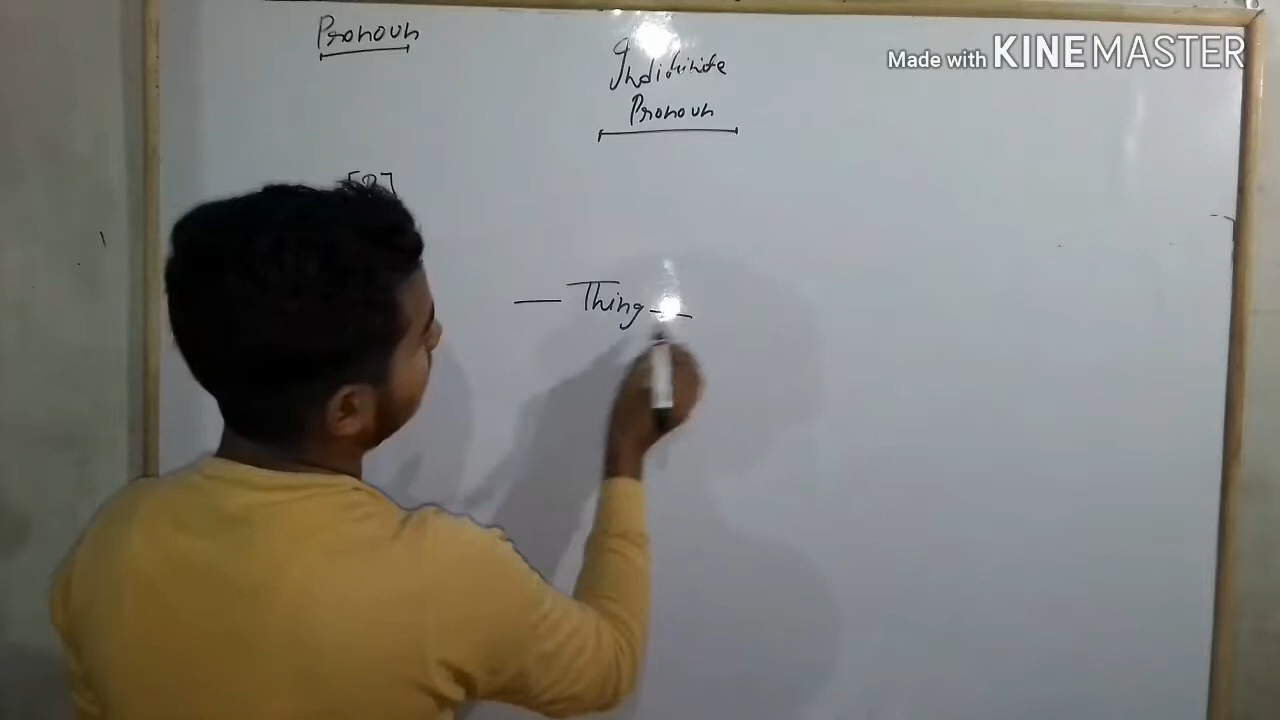 Pronoun
Made with KINEMASTER
Indifinite
Pronoun
— Thing —